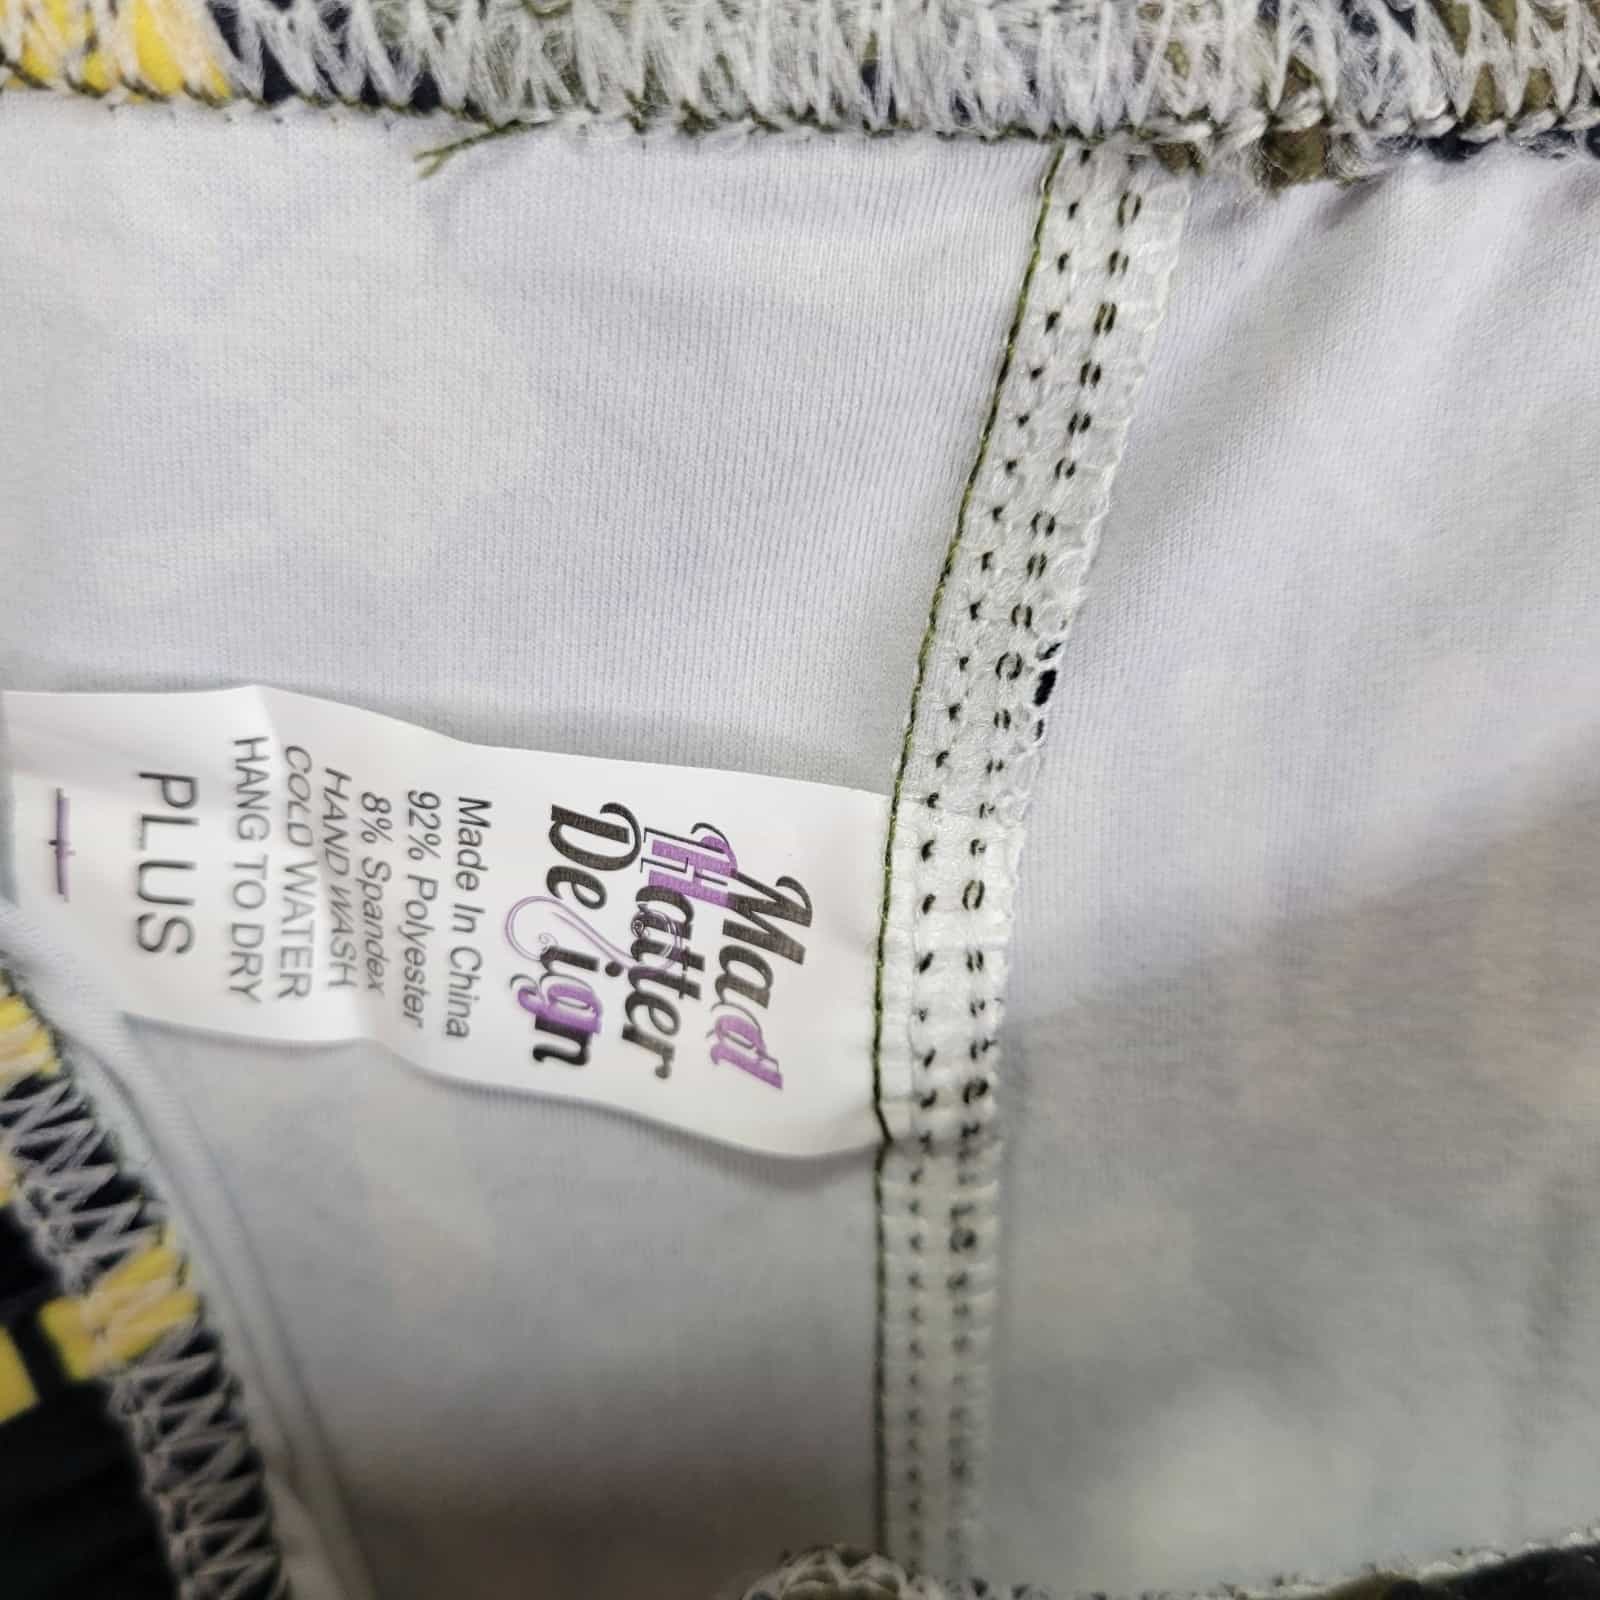 Mad
Hatter
Design
Made In China
92% Polyester
8% Spandex
HAND WASH
COLD WATER
HANG TO DRY
PLUS